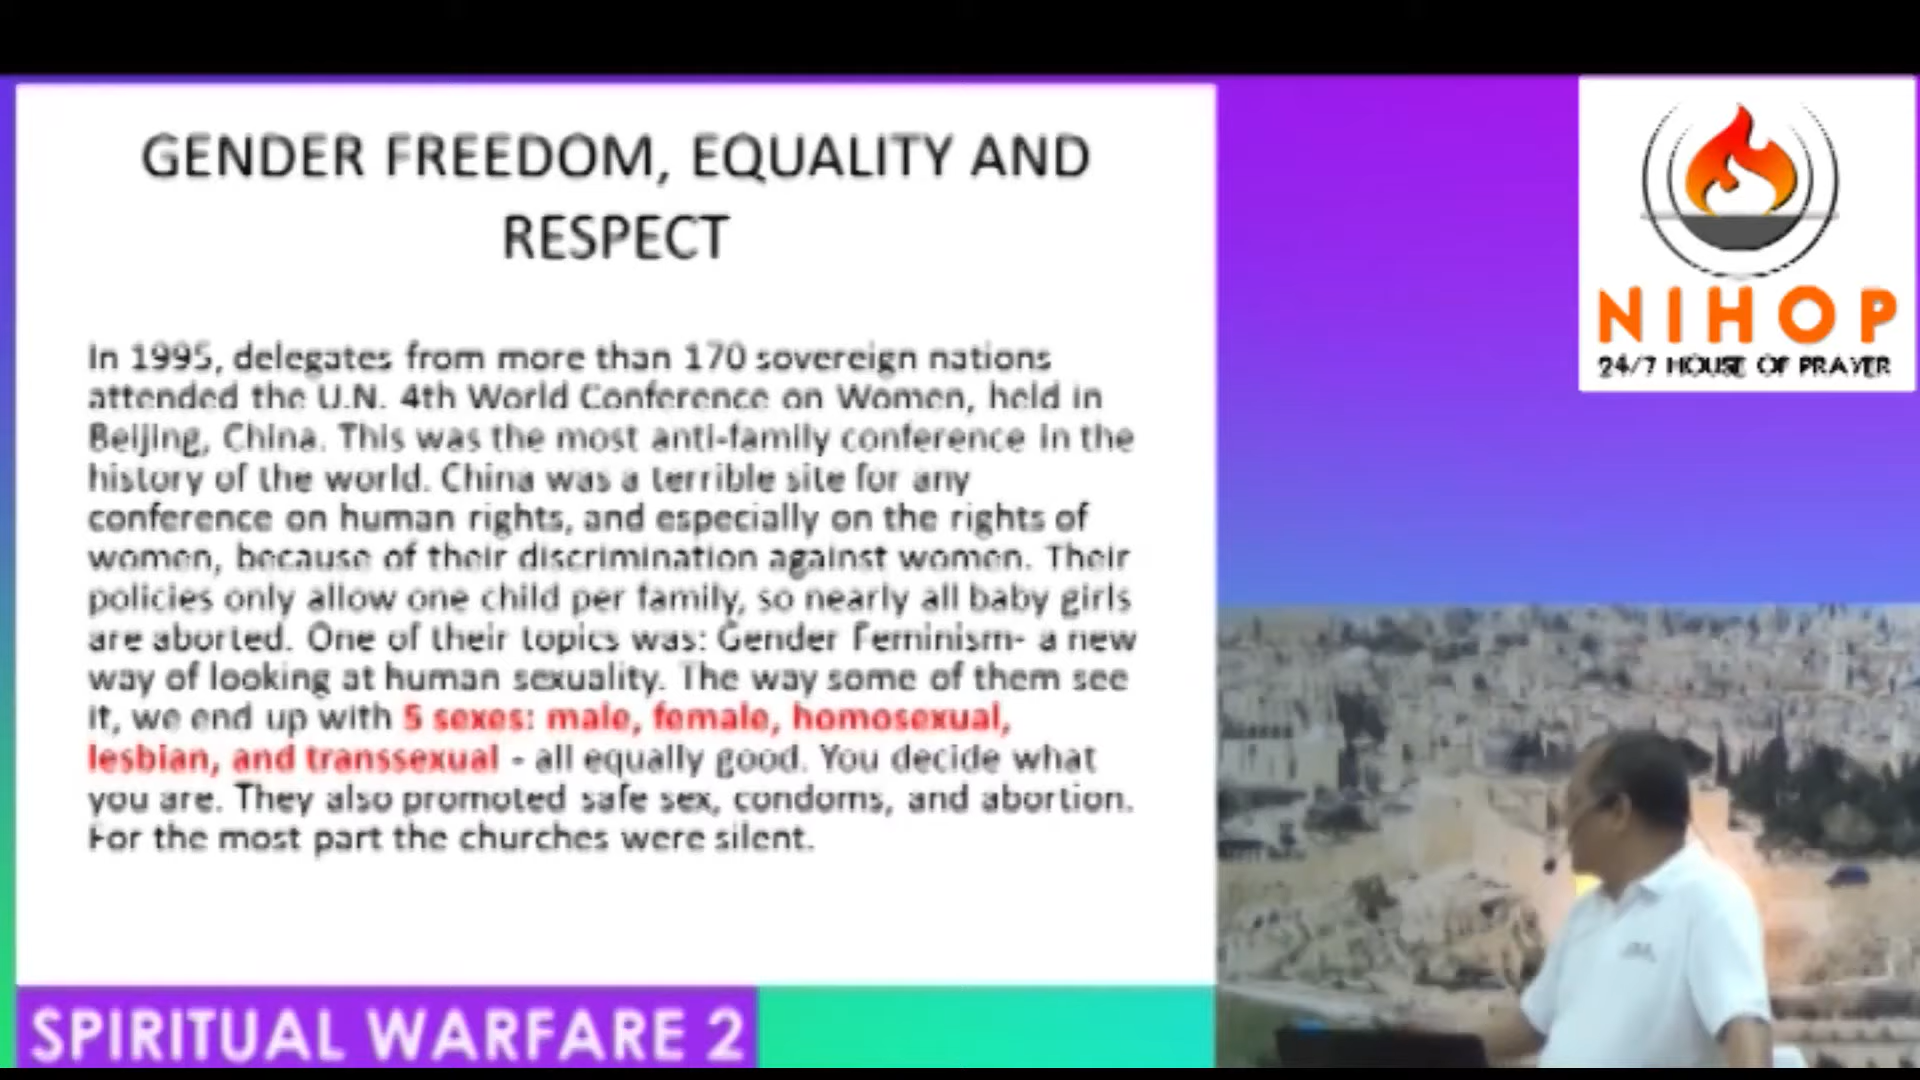 GENDER FREEDOM, EQUALITY AND
RESPECT
In 1995, delegates from more than 170 sovereign nations
attended the U.N. 4th World Conference on Women, held in
Beijing, China. This was the most anti-family conference in the
history of the world. China was a terrible site for any
conference on human rights, and especially on the rights of
women, because of their discrimination against women. Their
policies only allow one child per family, so nearly all baby girls
are aborted. One of their topics was: Gender Feminism- a new
way of looking at human sexuality. The way some of them see
it, we end up with 5 sexes: male, female, homosexual,
lesbian, and transsexual - all equally good. You decide what
you are. They also promoted safe sex, condoms, and abortion.
For the most part the churches were silent.
NIHOP
24/7 HOUSE OF PRAYER
SPIRITUAL WARFARE 2